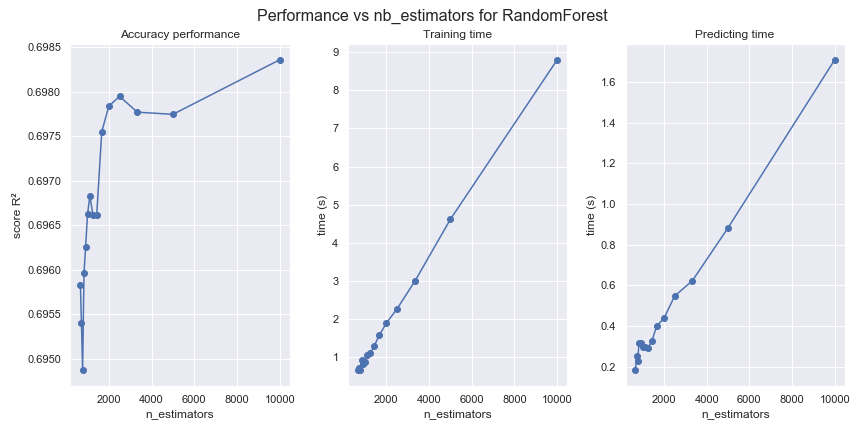 Performance vs nb_estimators for RandomForest
Accuracy performance
0.6985
0.6980
0.6975
0.6970
0.6965
0.6960
0.6955
0.6950
score R²
2000 4000 6000 8000 10000
n_estimators
Training time
9
8
7
6
5
4
3
2
1
time (s)
2000 4000 6000 8000 10000
n_estimators
Predicting time
1.6
1.4
1.2
1.0
0.8
0.6
0.4
0.2
time (s)
2000 4000 6000 8000 10000
n_estimators